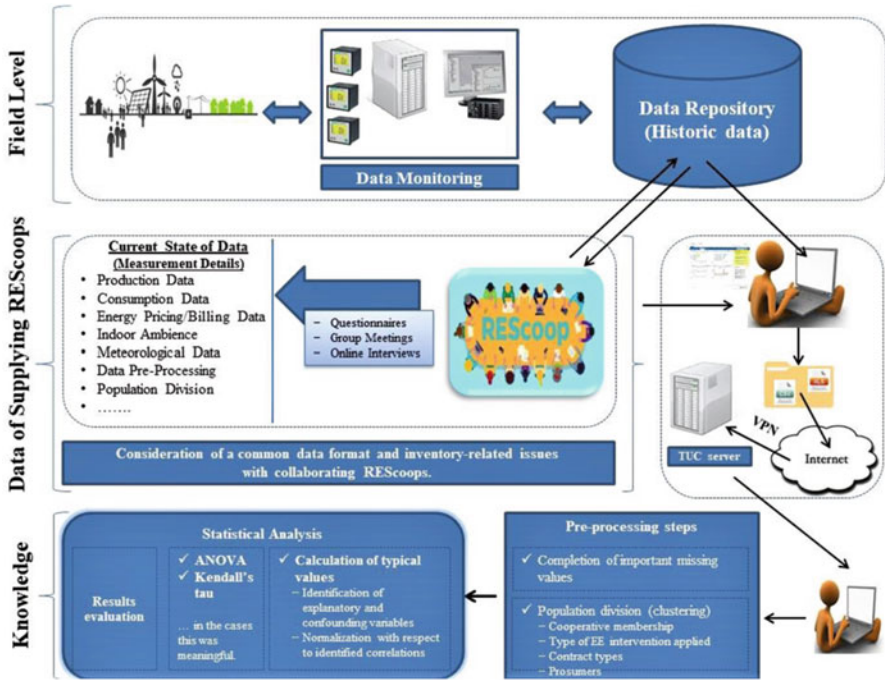 Field Level
Data Monitoring
Data Repository
(Historic data)
Data of Supplying REScoops
Current State of Data
(Measurement Details)
• Production Data
• Consumption Data
• Energy Pricing/Billing Data
• Indoor Ambience
• Meteorological Data
• Data Pre-Processing
• Population Division
• …….
– Questionnaires
– Group Meetings
– Online Interviews
REScoop
Consideration of a common data format and inventory-related issues
with collaborating REScoops.
VPN
TUC server
Internet
Knowledge
Statistical Analysis
Results
evaluation
✓ ANOVA
✓ Kendall's
tau
… in the cases
this was
meaningful.
✓ Calculation of typical
values
– Identification of
explanatory and
confounding variables
– Normalization with respect
to identified correlations
Pre-processing steps
✓ Completion of important missing
values
✓ Population division (clustering)
– Cooperative membership
– Type of EE intervention applied
– Contract types
– Prosumers